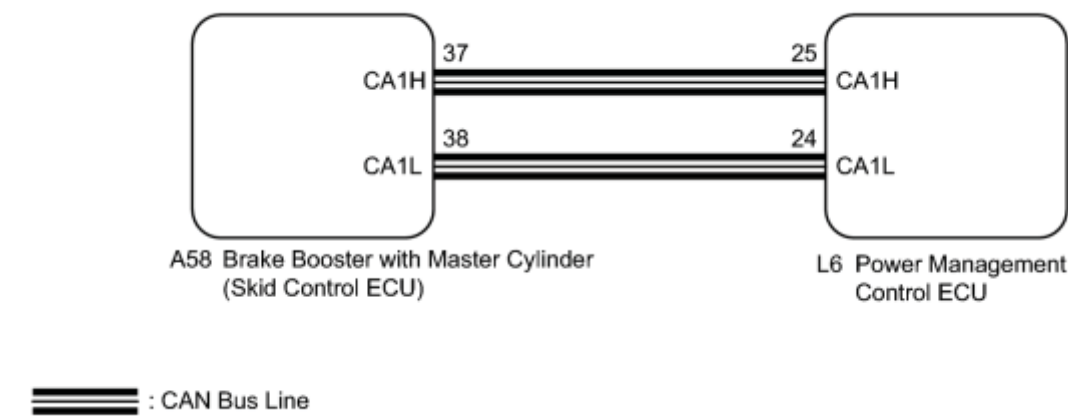 37 25
CA1H CA1H
38 24
CA1L CA1L
A58 Brake Booster with Master Cylinder
(Skid Control ECU)
L6 Power Management
Control ECU
: CAN Bus Line